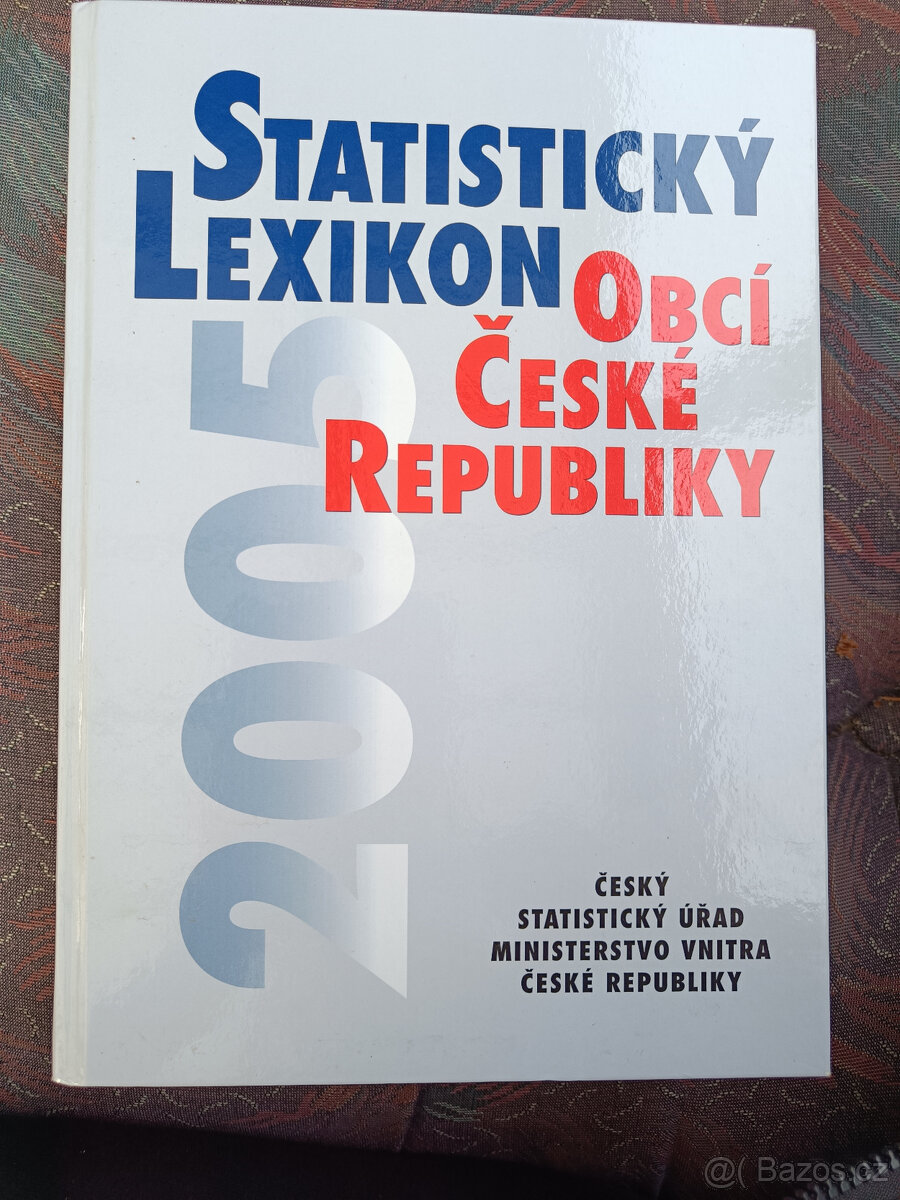 STATISTICKÝ
LEXIKON
OBCÍ
ČESKÉ
REPUBLIKY
2005
ČESKÝ
STATISTICKÝ ÚŘAD
MINISTERSTVO VNITRA
ČESKÉ REPUBLIKY
@( Bazos.cz